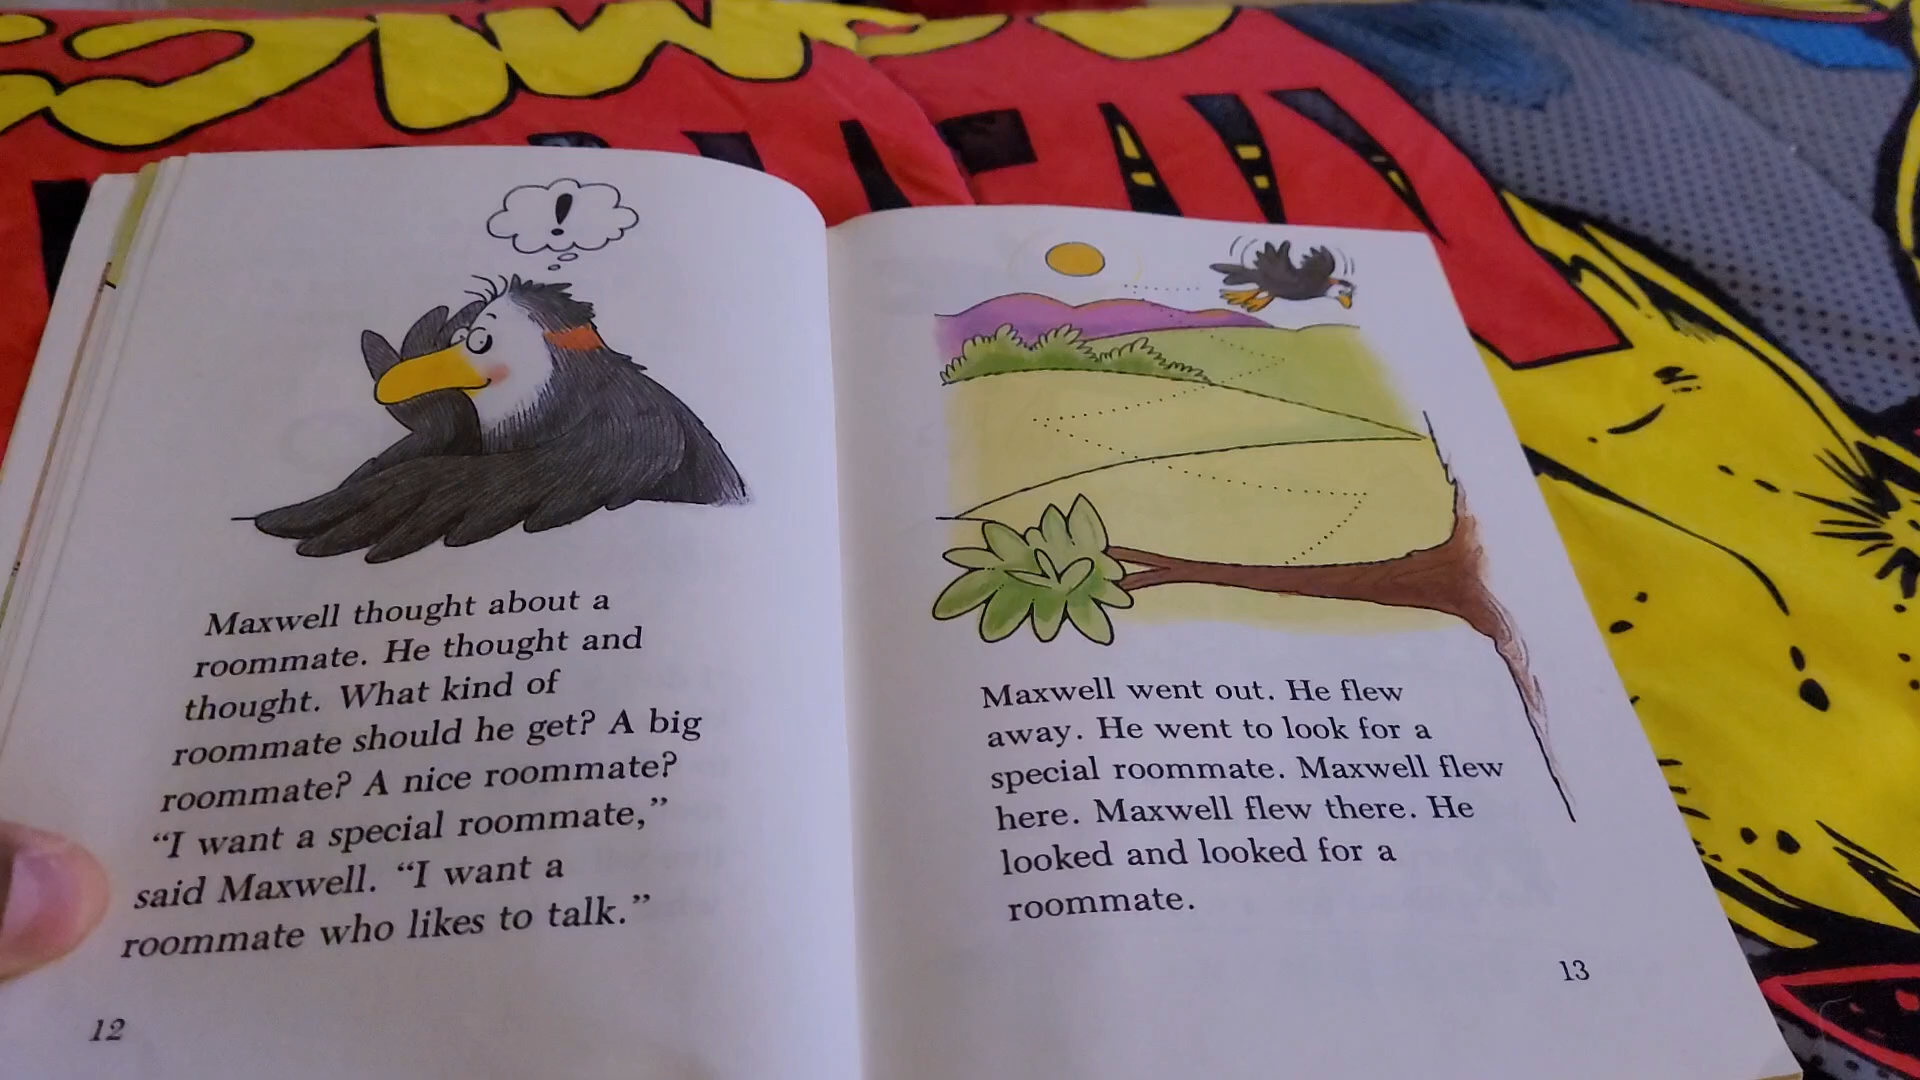 !
Maxwell thought about a
roommate. He thought and
thought. What kind of
roommate should he get? A big
roommate? A nice roommate?
“I want a special roommate,”
said Maxwell. “I want a
roommate who likes to talk.”
12
Maxwell went out. He flew
away. He went to look for a
special roommate. Maxwell flew
here. Maxwell flew there. He
looked and looked for a
roommate.
13